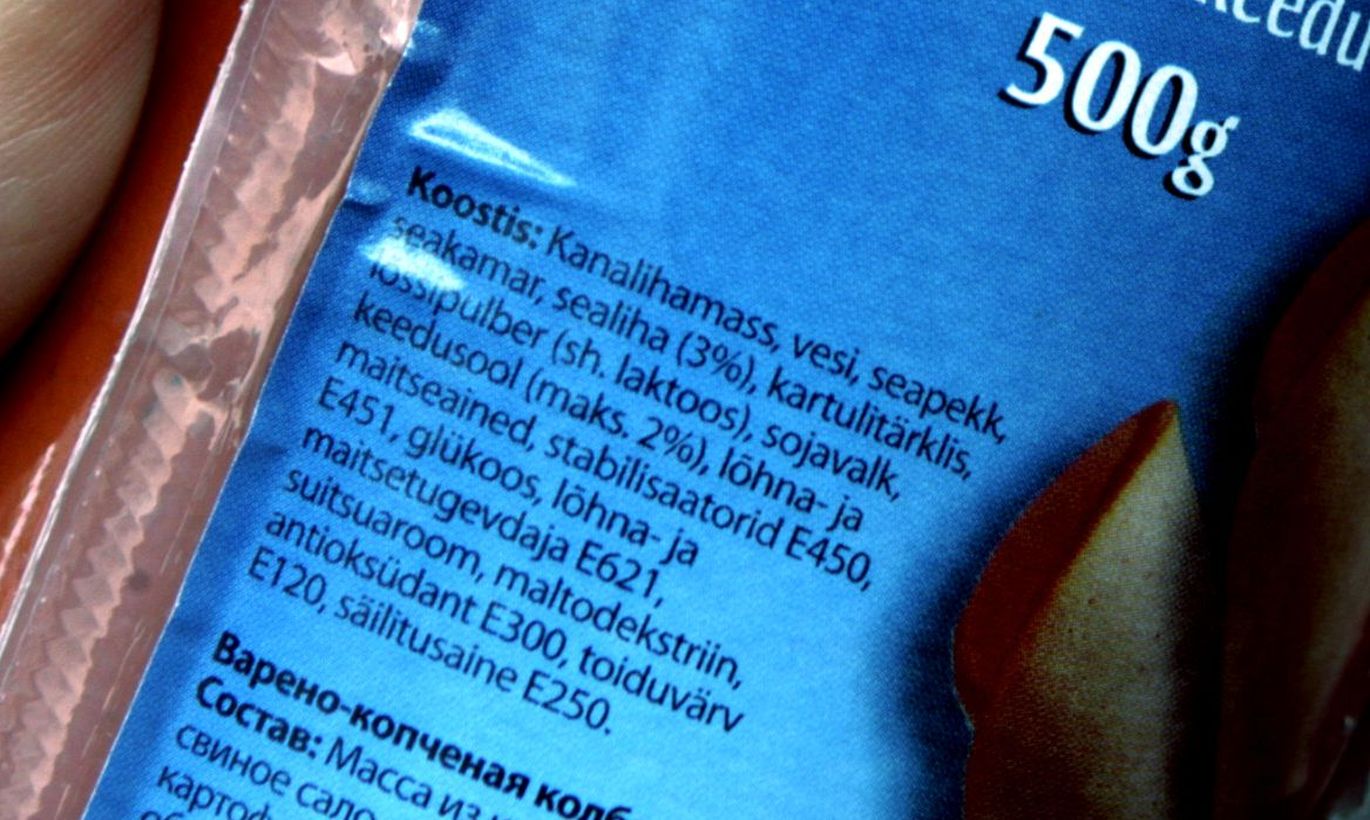 500g
Koostis: Kanalihamass, vesi, seapekk,
seakamar, sealiha (3%), kartulitärklis,
lõssipulber (sh. laktoos), sojavalk,
keedusool (maks. 2%), lõhna- ja
maitseained, stabilisaatorid E450,
E451, glükoos, lõhna- ja
maitsetugevdaja E621,
suitsuaroom, maltodekstriin,
antioksüdant E300, toiduvärv
E120, säilitusaine E250.
Варено-копченая колб
Состав: Масса из
свиное сало
картоф